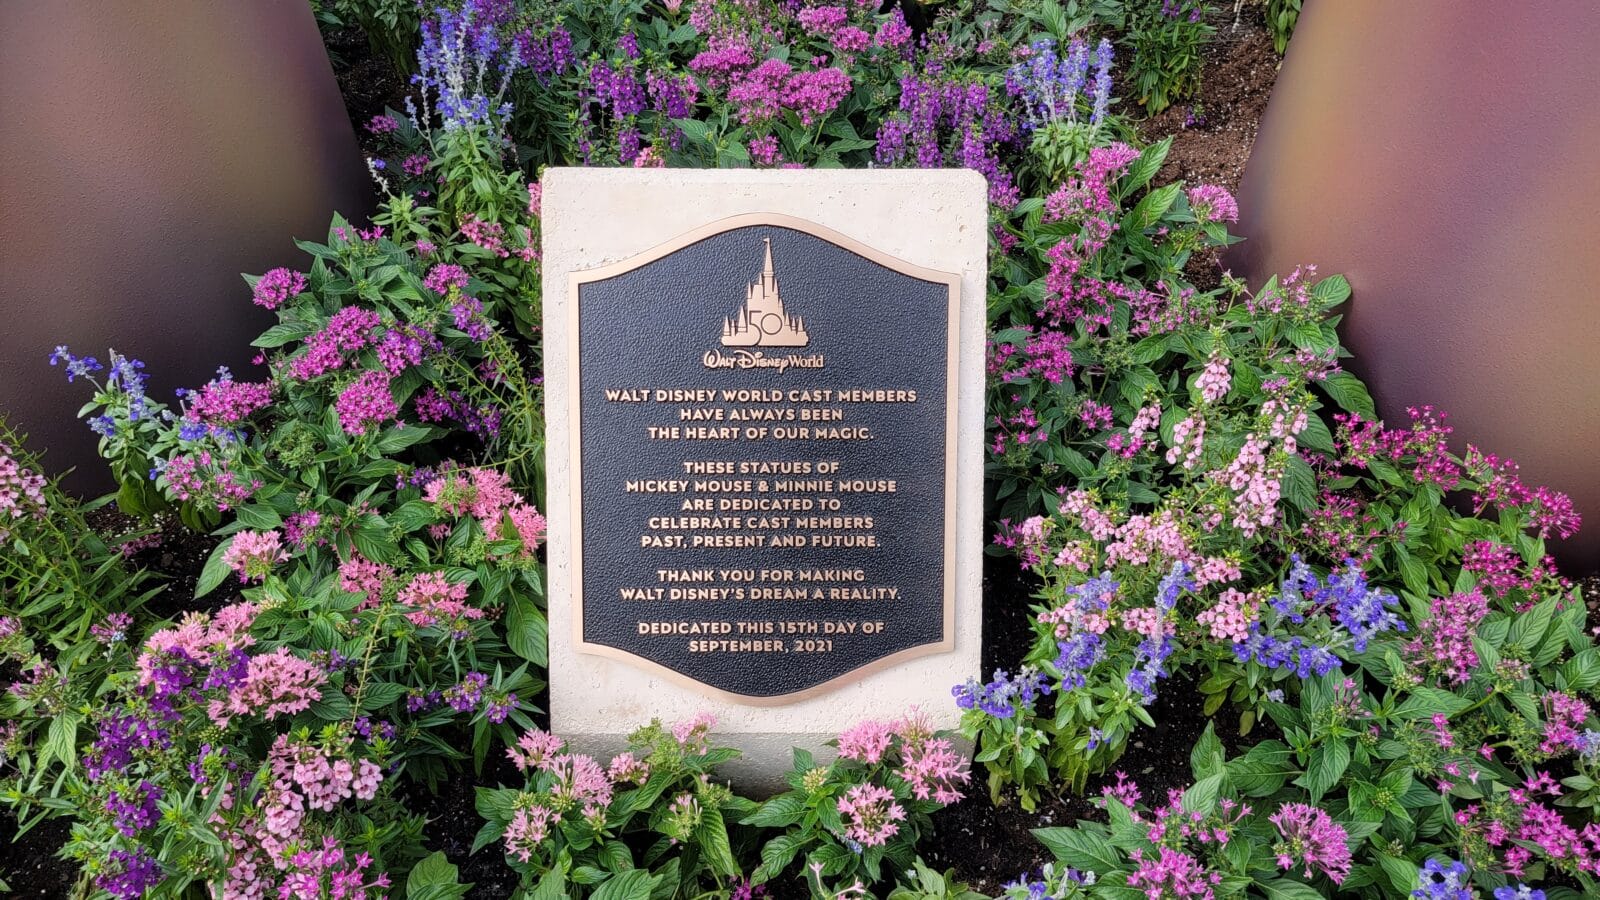 50
Walt Disney World
WALT DISNEY WORLD CAST MEMBERS
HAVE ALWAYS BEEN
THE HEART OF OUR MAGIC.
THESE STATUES OF
MICKEY MOUSE & MINNIE MOUSE
ARE DEDICATED TO
CELEBRATE CAST MEMBERS
PAST, PRESENT AND FUTURE.
THANK YOU FOR MAKING
WALT DISNEY'S DREAM A REALITY.
DEDICATED THIS 15TH DAY OF
SEPTEMBER, 2021